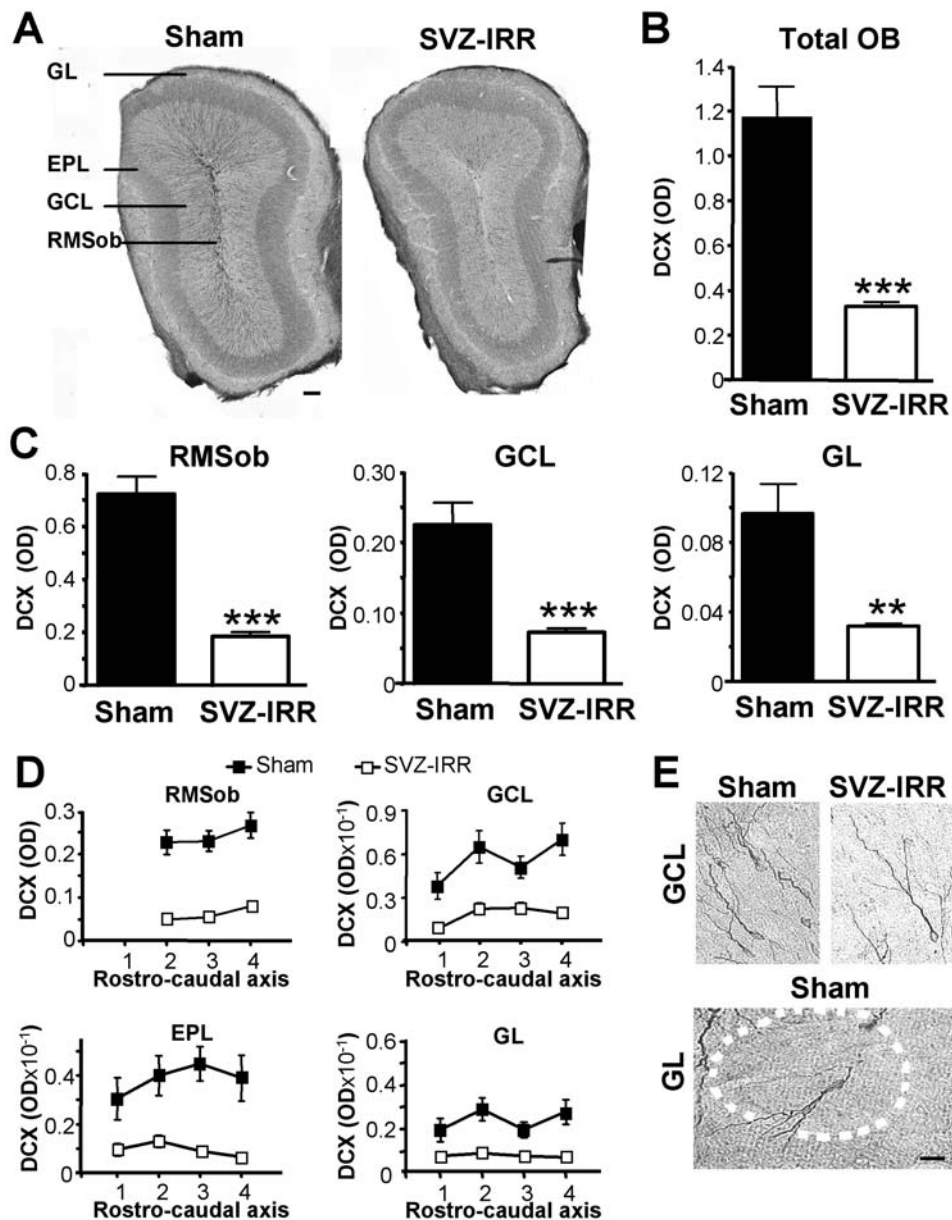 A
Sham
SVZ-IRR
GL
EPL
GCL
RMSob
B
Total OB
DCX (OD)
1.4
1.2
1.0
0.8
0.6
0.4
0.2
0
***
Sham
SVZ-IRR
C
RMSob
DCX (OD)
0.8
0.6
0.4
0.2
0
***
Sham
SVZ-IRR
GCL
DCX (OD)
0.20
0.10
0.00
***
Sham
SVZ-IRR
GL
DCX (OD)
0.12
0.08
0.04
0
**
Sham
SVZ-IRR
D
Sham
SVZ-IRR
RMSob
DCX (OD)
0.3
0.2
0.1
0
1 2 3 4
Rostro-caudal axis
GCL
DCX (OD×10-1)
0.9
0.6
0.3
0
1 2 3 4
Rostro-caudal axis
EPL
DCX (OD×10-1)
0.4
0.2
0
1 2 3 4
Rostro-caudal axis
GL
DCX (OD×10-1)
0.6
0.4
0.2
0
1 2 3 4
Rostro-caudal axis
E
Sham
SVZ-IRR
GCL
Sham
GL